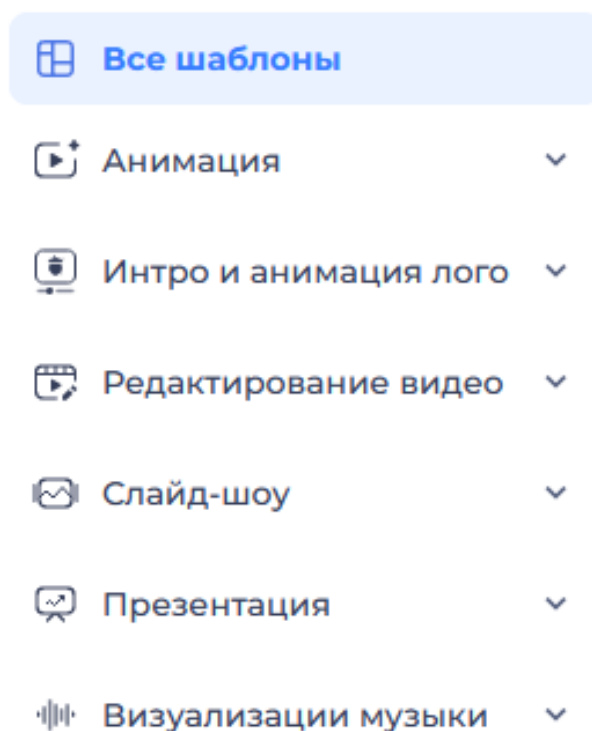 Все шаблоны
Анимация
Интро и анимация лого
Редактирование видео
Слайд-шоу
Презентация
Визуализации музыки